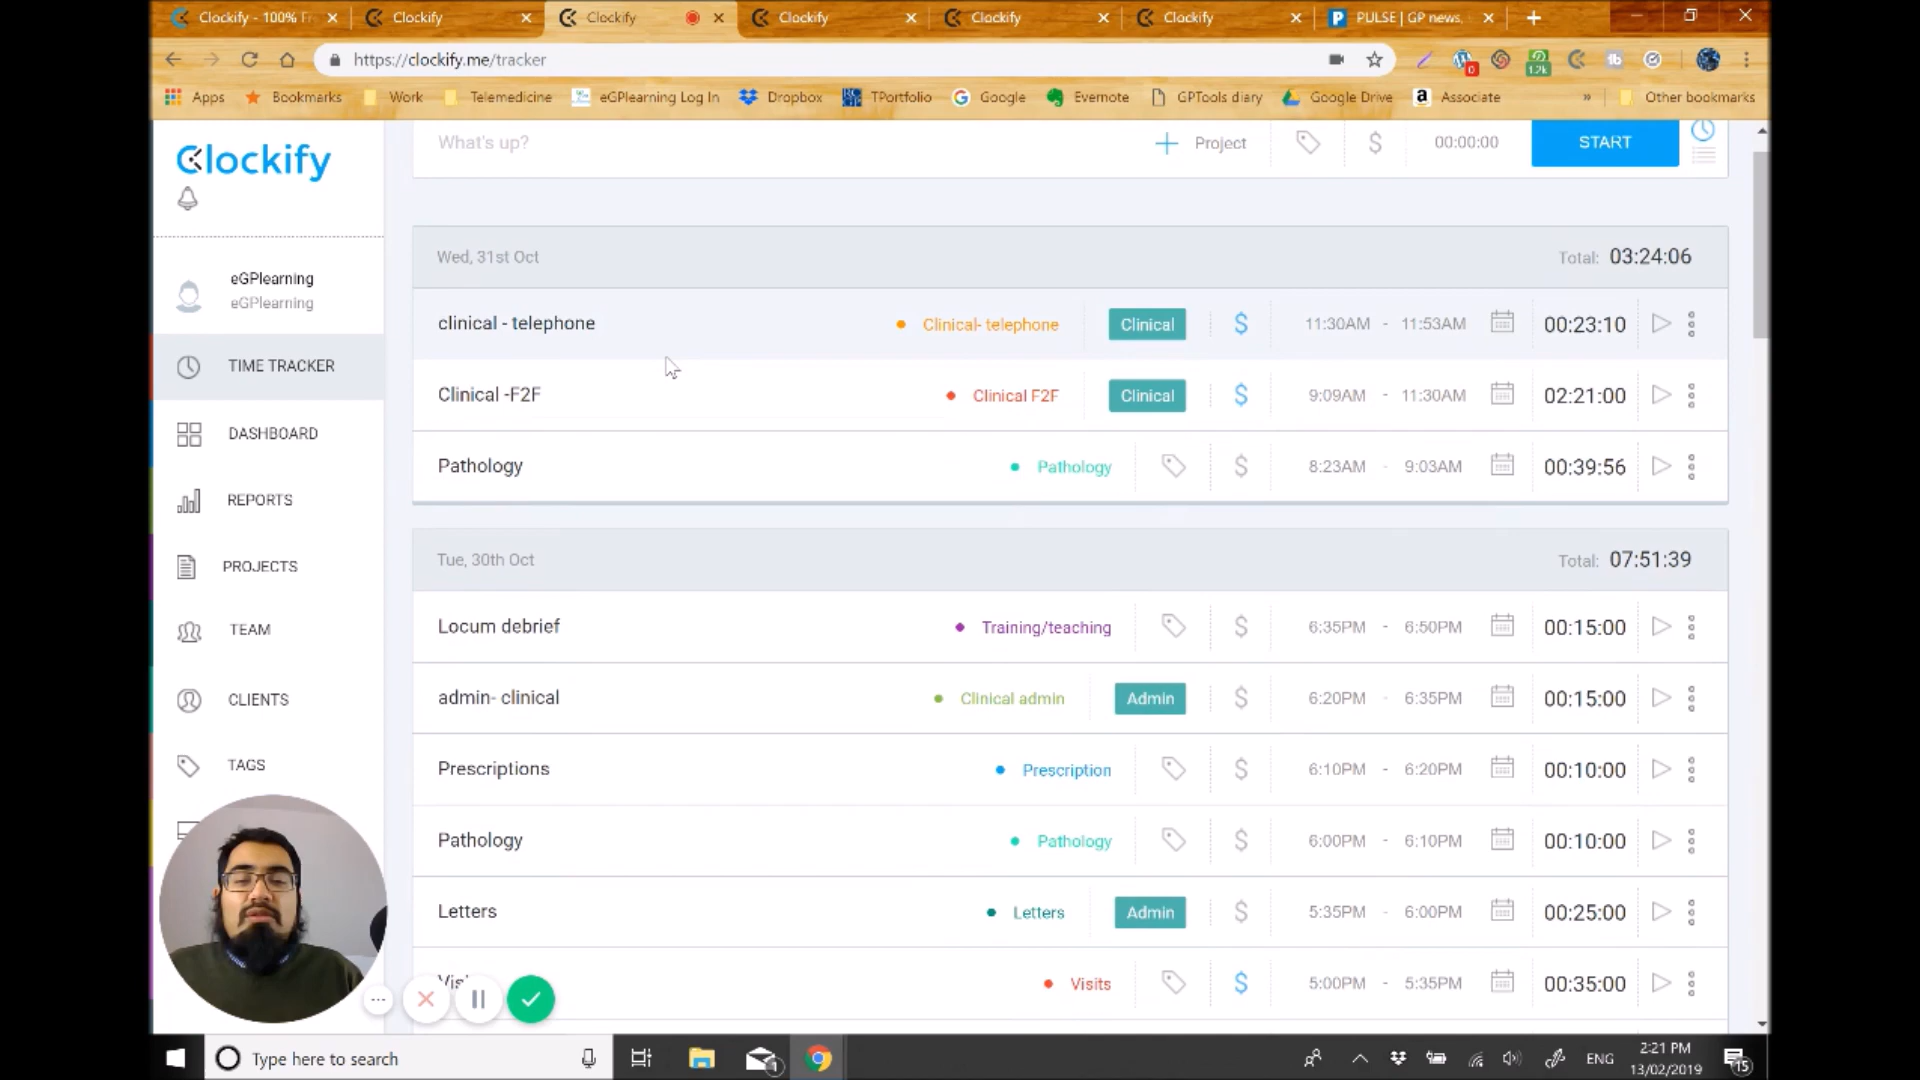 Clockify - 100% Fr
Clockify
Clockify
Clockify
Clockify
Clockify
P PULSE | GP news,
https://clockify.me/tracker
0
1.2k
tb
Apps
Bookmarks
Work
Telemedicine
eGPlearning Log In
Dropbox
TPortfolio
Google
Evernote
GPTools diary
Google Drive
Associate
»
Other bookmarks
Clockify
What's up?
Project
$
00:00:00
START
eGPlearning
eGPlearning
TIME TRACKER
DASHBOARD
REPORTS
PROJECTS
TEAM
CLIENTS
TAGS
Wed, 31st Oct
Total: 03:24:06
clinical - telephone
Clinical- telephone
Clinical
$
11:30AM - 11:53AM
00:23:10
Clinical -F2F
Clinical F2F
Clinical
$
9:09AM - 11:30AM
02:21:00
Pathology
Pathology
$
8:23AM - 9:03AM
00:39:56
Tue, 30th Oct
Total: 07:51:39
Locum debrief
Training/teaching
$
6:35PM - 6:50PM
00:15:00
admin- clinical
Clinical admin
Admin
$
6:20PM - 6:35PM
00:15:00
Prescriptions
Prescription
$
6:10PM - 6:20PM
00:10:00
Pathology
Pathology
$
6:00PM - 6:10PM
00:10:00
Letters
Letters
Admin
$
5:35PM - 6:00PM
00:25:00
Visits
$
5:00PM - 5:35PM
00:35:00
Type here to search
1
ENG
2:21 PM
13/02/2019
15